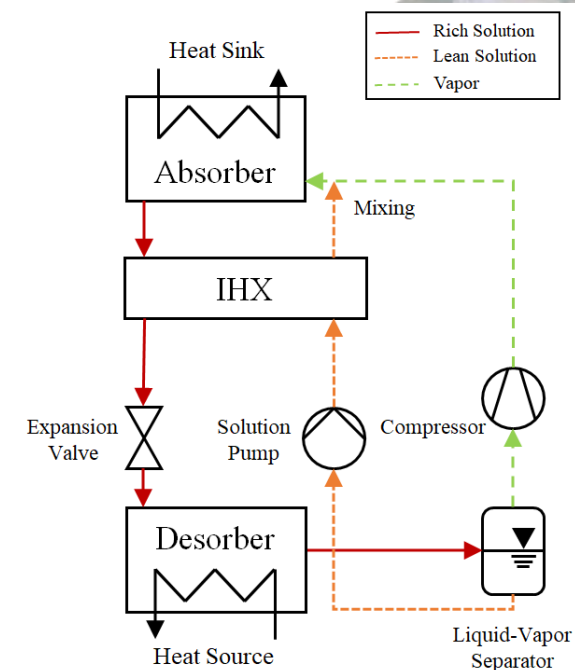 Rich Solution
Lean Solution
Vapor
Heat Sink
Absorber
Mixing
IHX
Expansion
Valve
Solution
Pump
Compressor
Desorber
Heat Source
Liquid-Vapor
Separator